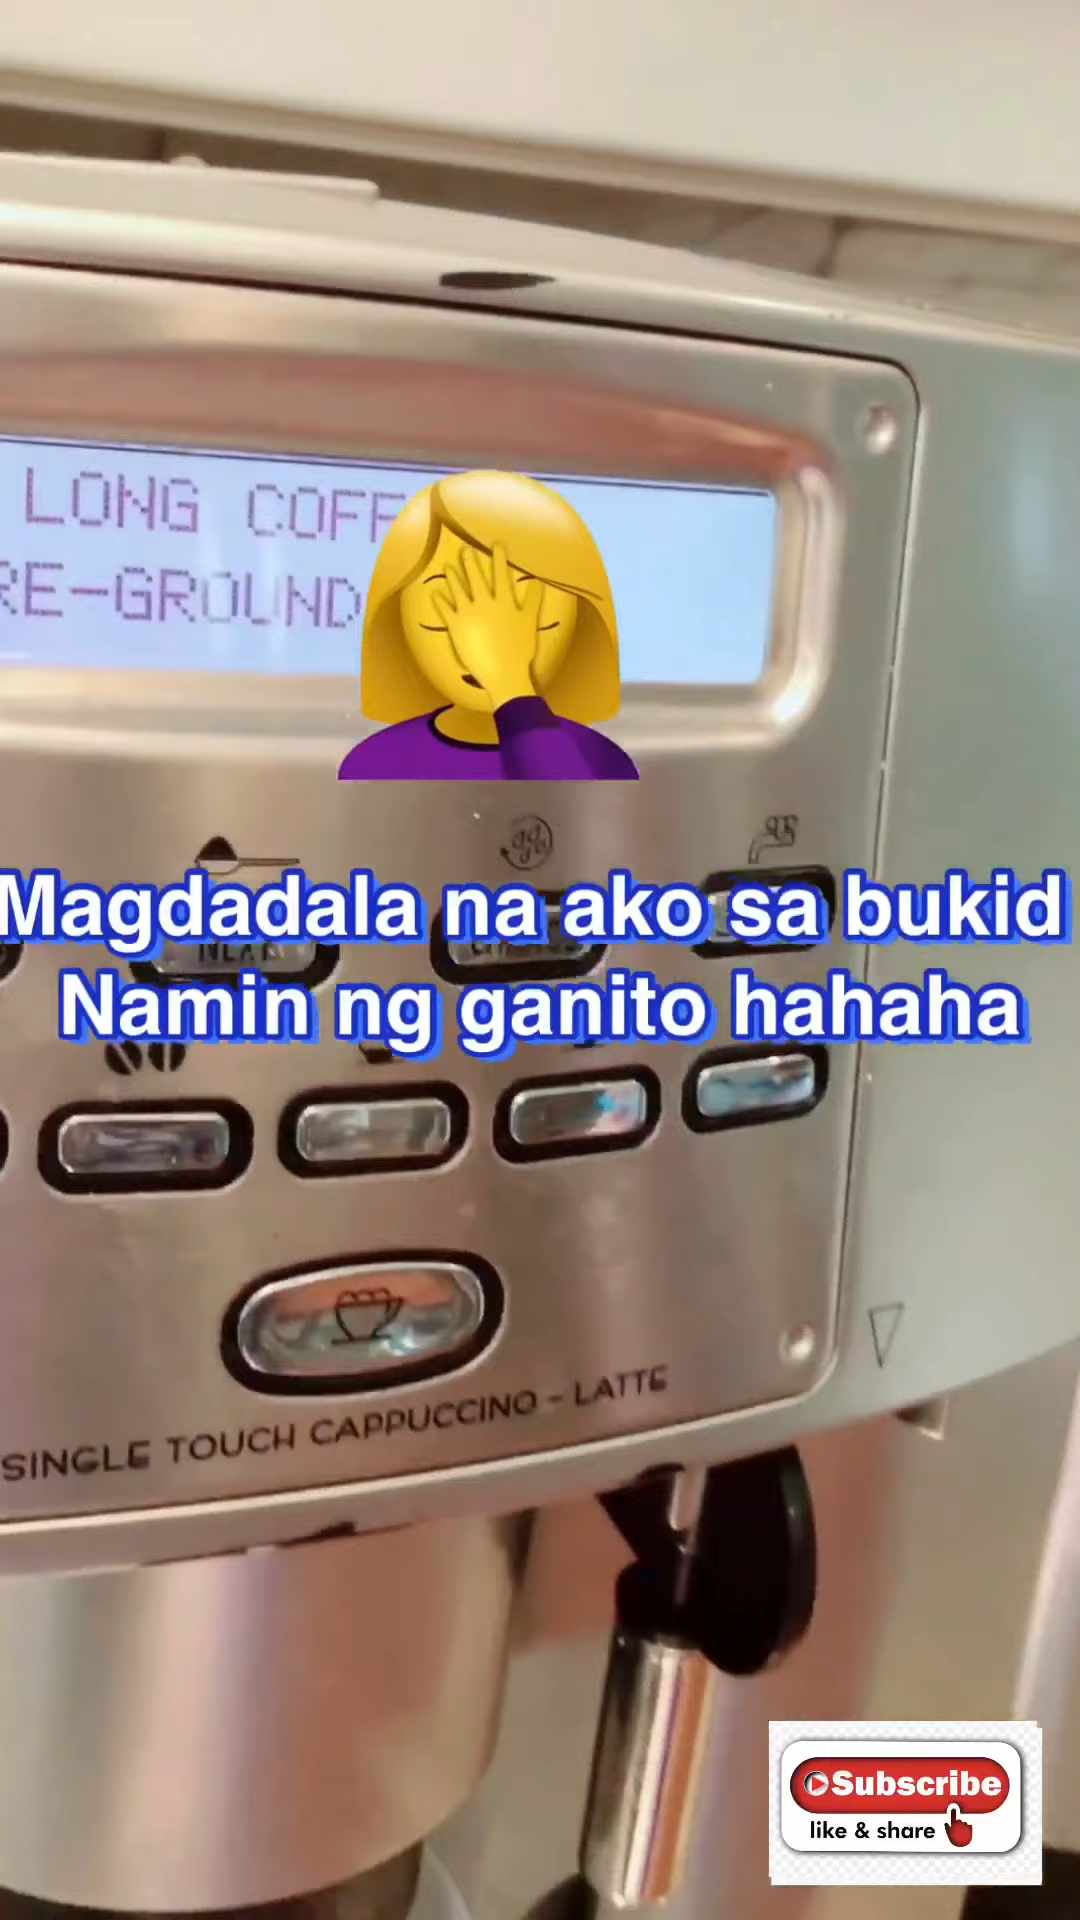 LONG COFF
RE-GROUND
Magdadala na ako sa bukid
Namin ng ganito hahaha
SINGLE TOUCH CAPPUCCINO - LATTE
Subscribe
like & share